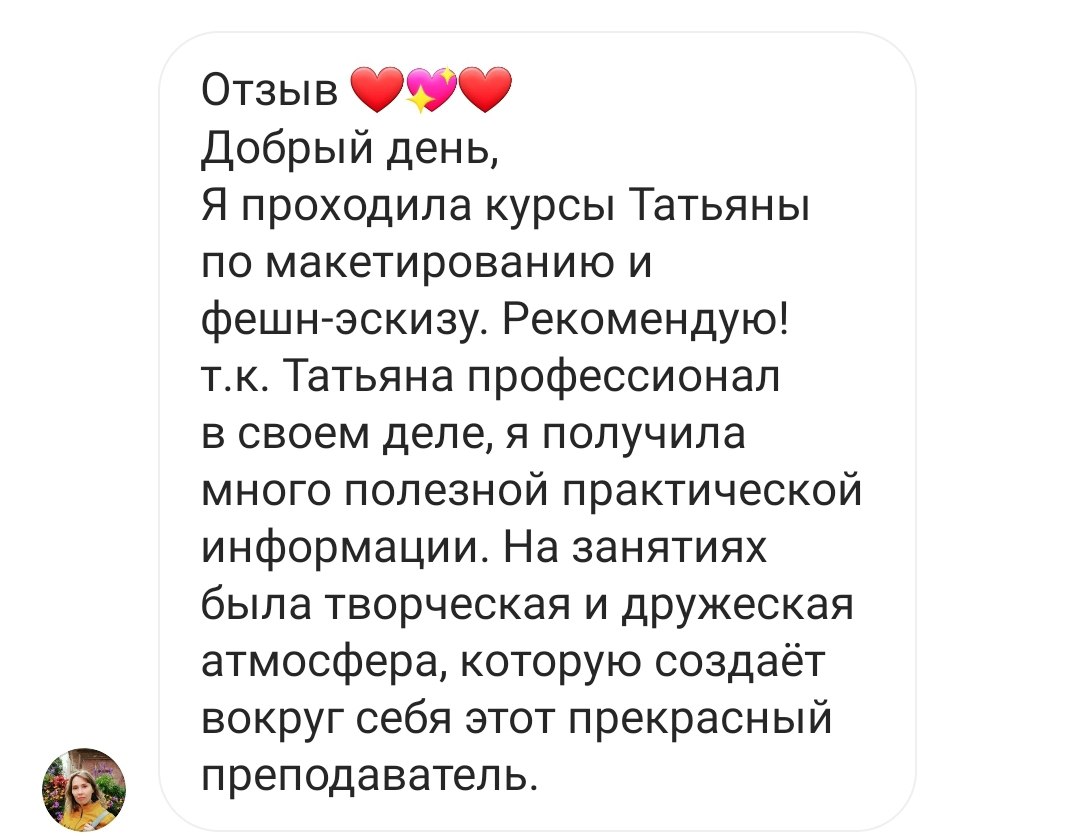 Отзыв ❤️💖❤️
Добрый день,
Я проходила курсы Татьяны
по макетированию и
фешн-эскизу. Рекомендую!
т.к. Татьяна профессионал
в своем деле, я получила
много полезной практической
информации. На занятиях
была творческая и дружеская
атмосфера, которую создаёт
вокруг себя этот прекрасный
преподаватель.